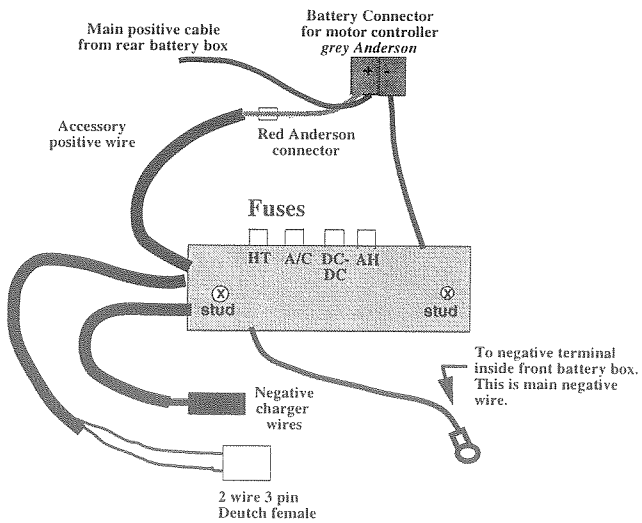 Battery Connector
for motor controller
grey Anderson
Main positive cable
from rear battery box
+ -
Accessory
positive wire
Red Anderson
connector
Fuses
HT A/C DC-DC AH
X stud
X stud
To negative terminal
inside front battery box.
This is main negative
wire.
Negative
charger
wires
2 wire 3 pin
Deutch female